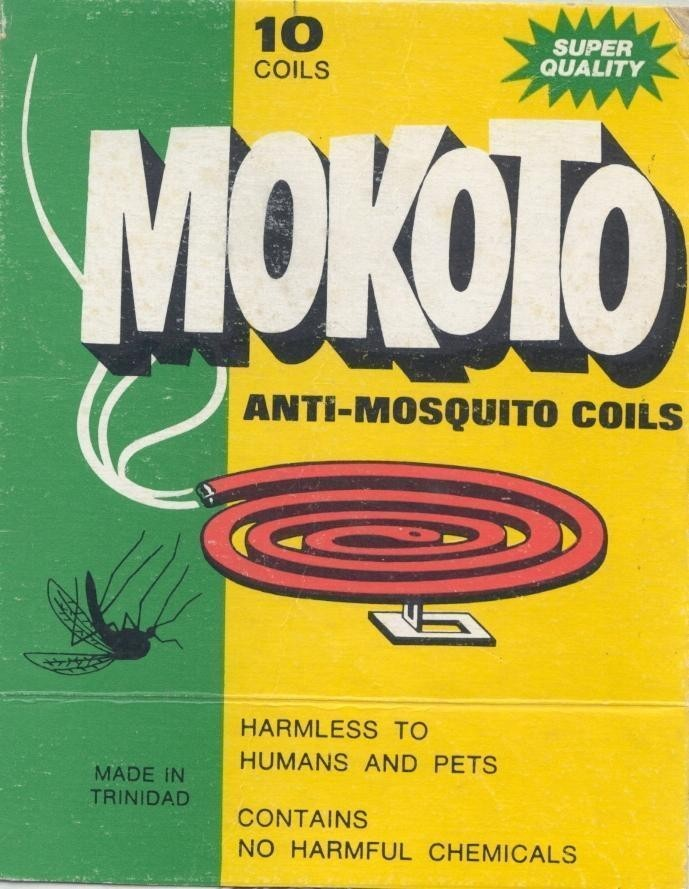 10
COILS
SUPER
QUALITY
MOKOTO
ANTI-MOSQUITO COILS
HARMLESS TO
HUMANS AND PETS
MADE IN
TRINIDAD
CONTAINS
NO HARMFUL CHEMICALS